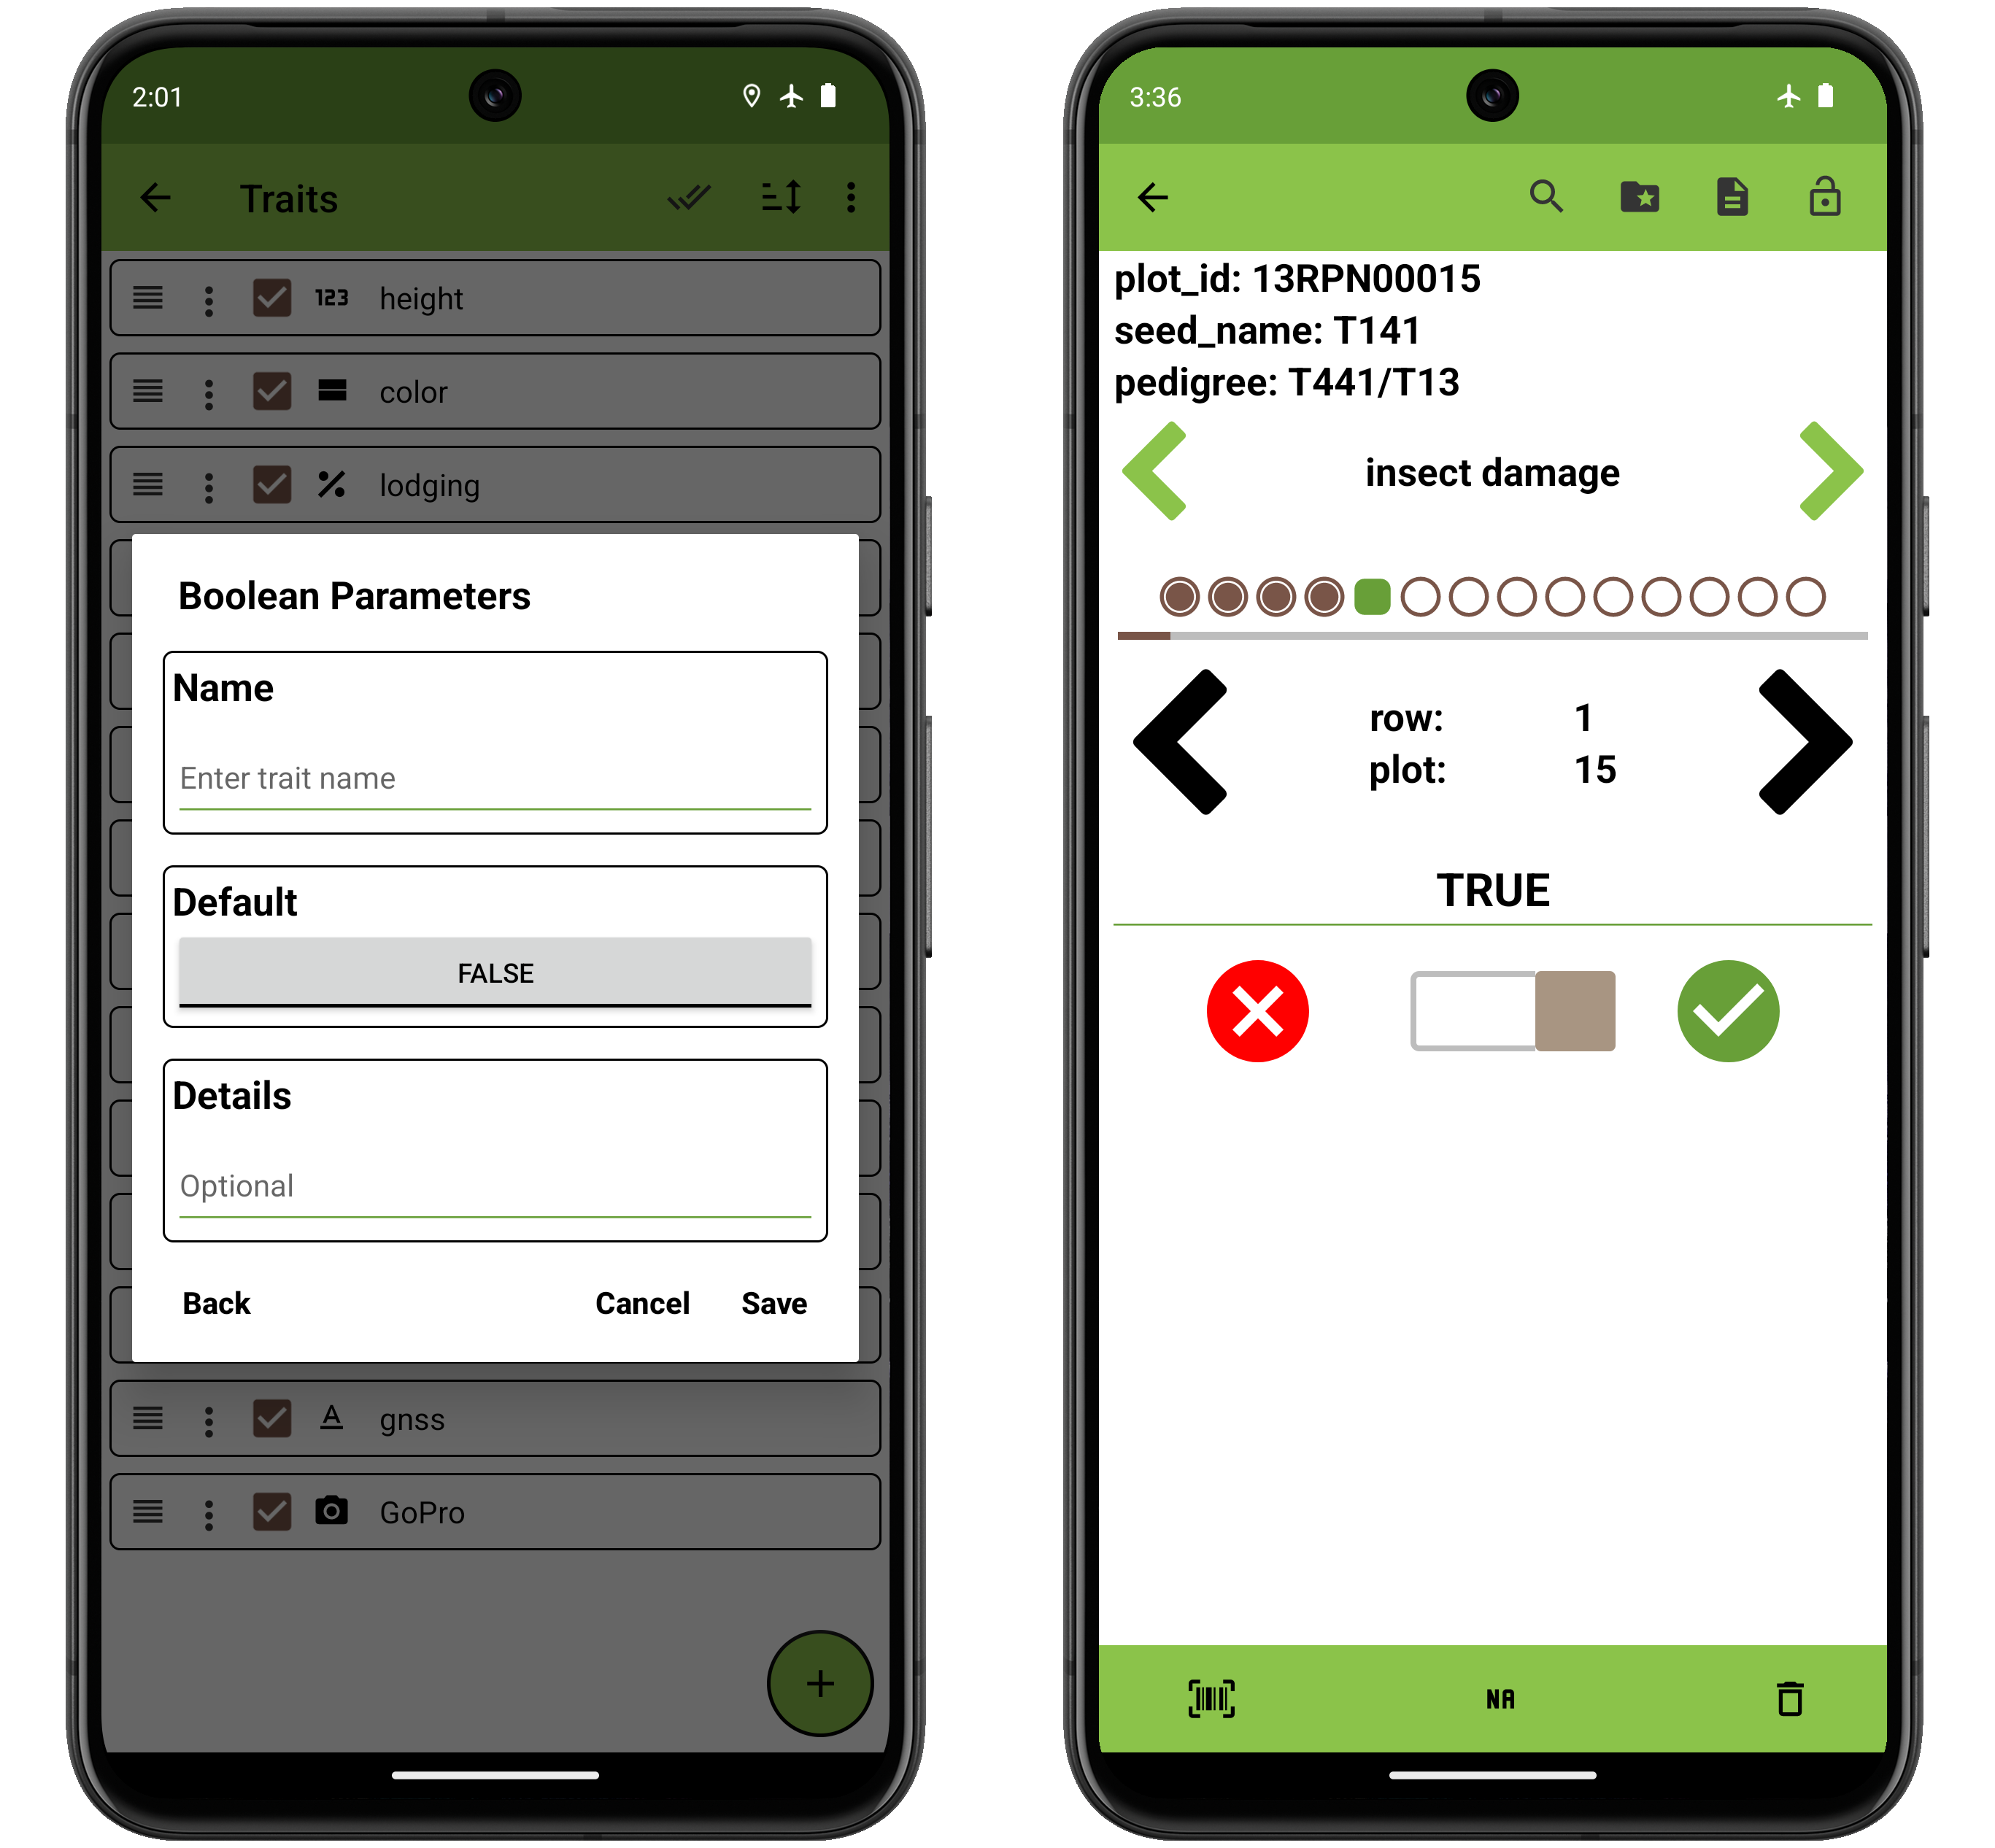 2:01
Traits
123 height
color
% lodging
Boolean Parameters
Name
Enter trait name
Default
FALSE
Details
Optional
Back Cancel Save
A gnss
GoPro
3:36
plot_id: 13RPN00015
seed_name: T141
pedigree: T441/T13
insect damage
row: 1
plot: 15
TRUE
NA